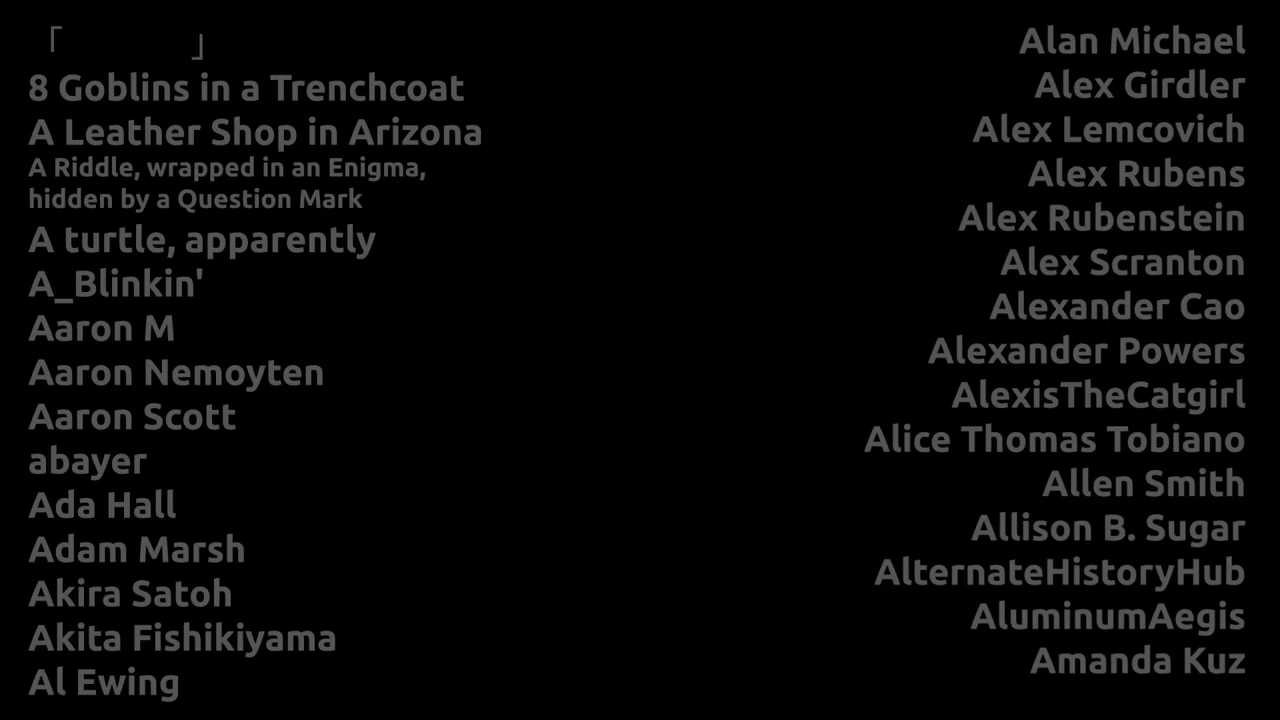 「　　　」
8 Goblins in a Trenchcoat
A Leather Shop in Arizona
A Riddle, wrapped in an Enigma,
hidden by a Question Mark
A turtle, apparently
A_Blinkin'
Aaron M
Aaron Nemoyten
Aaron Scott
abayer
Ada Hall
Adam Marsh
Akira Satoh
Akita Fishikiyama
Al Ewing
Alan Michael
Alex Girdler
Alex Lemcovich
Alex Rubens
Alex Rubenstein
Alex Scranton
Alexander Cao
Alexander Powers
AlexisTheCatgirl
Alice Thomas Tobiano
Allen Smith
Allison B. Sugar
AlternateHistoryHub
AluminumAegis
Amanda Kuz